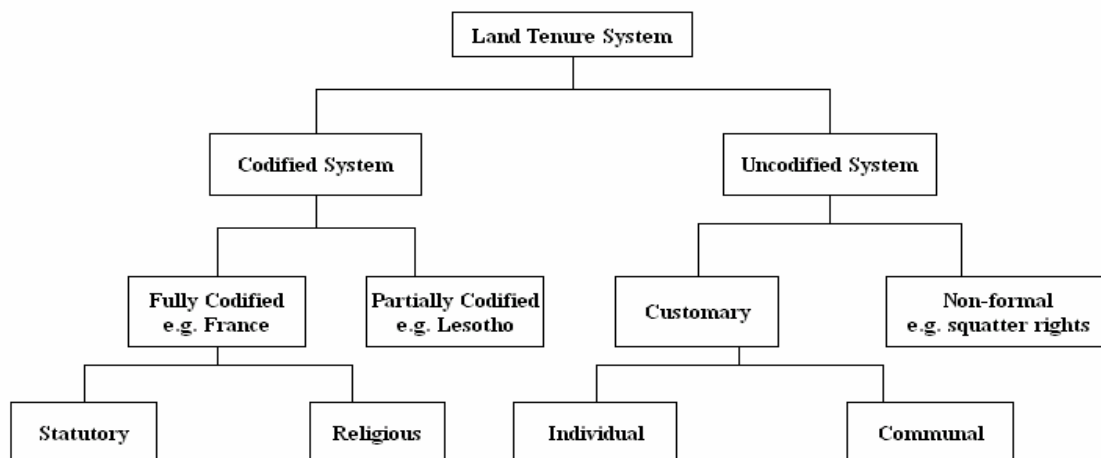 Land Tenure System
Codified System
Uncodified System
Fully Codified
e.g. France
Partially Codified
e.g. Lesotho
Customary
Non-formal
e.g. squatter rights
Statutory
Religious
Individual
Communal